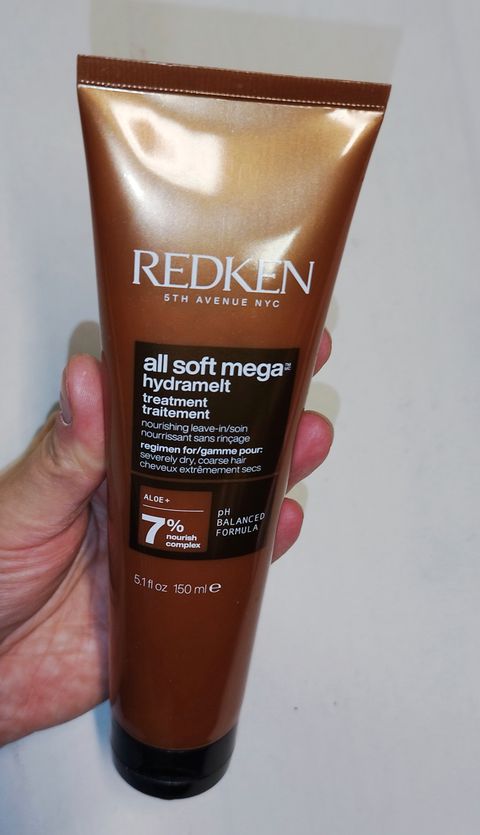 REDKEN
5TH AVENUE NYC
all soft mega
hydramelt
treatment
traitement
nourishing leave-in/soin
nourrissant sans rinçage
regimen for/gamme pour:
severely dry, coarse hair
cheveux extrêmement secs
ALOE+
7%
nourish
complex
pH
BALANCED
FORMULA
5.1 fl oz 150 ml ℮